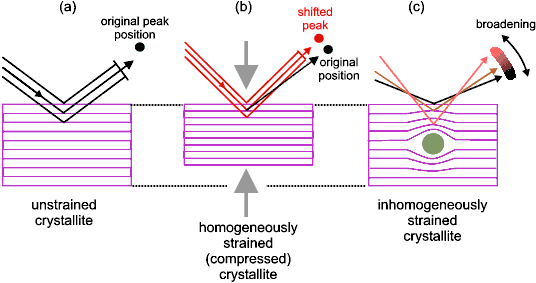 (a)
original peak
position
unstrained
crystallite
(b)
shifted
peak
original
position
homogeneously
strained
(compressed)
crystallite
(c)
broadening
inhomogeneously
strained
crystallite